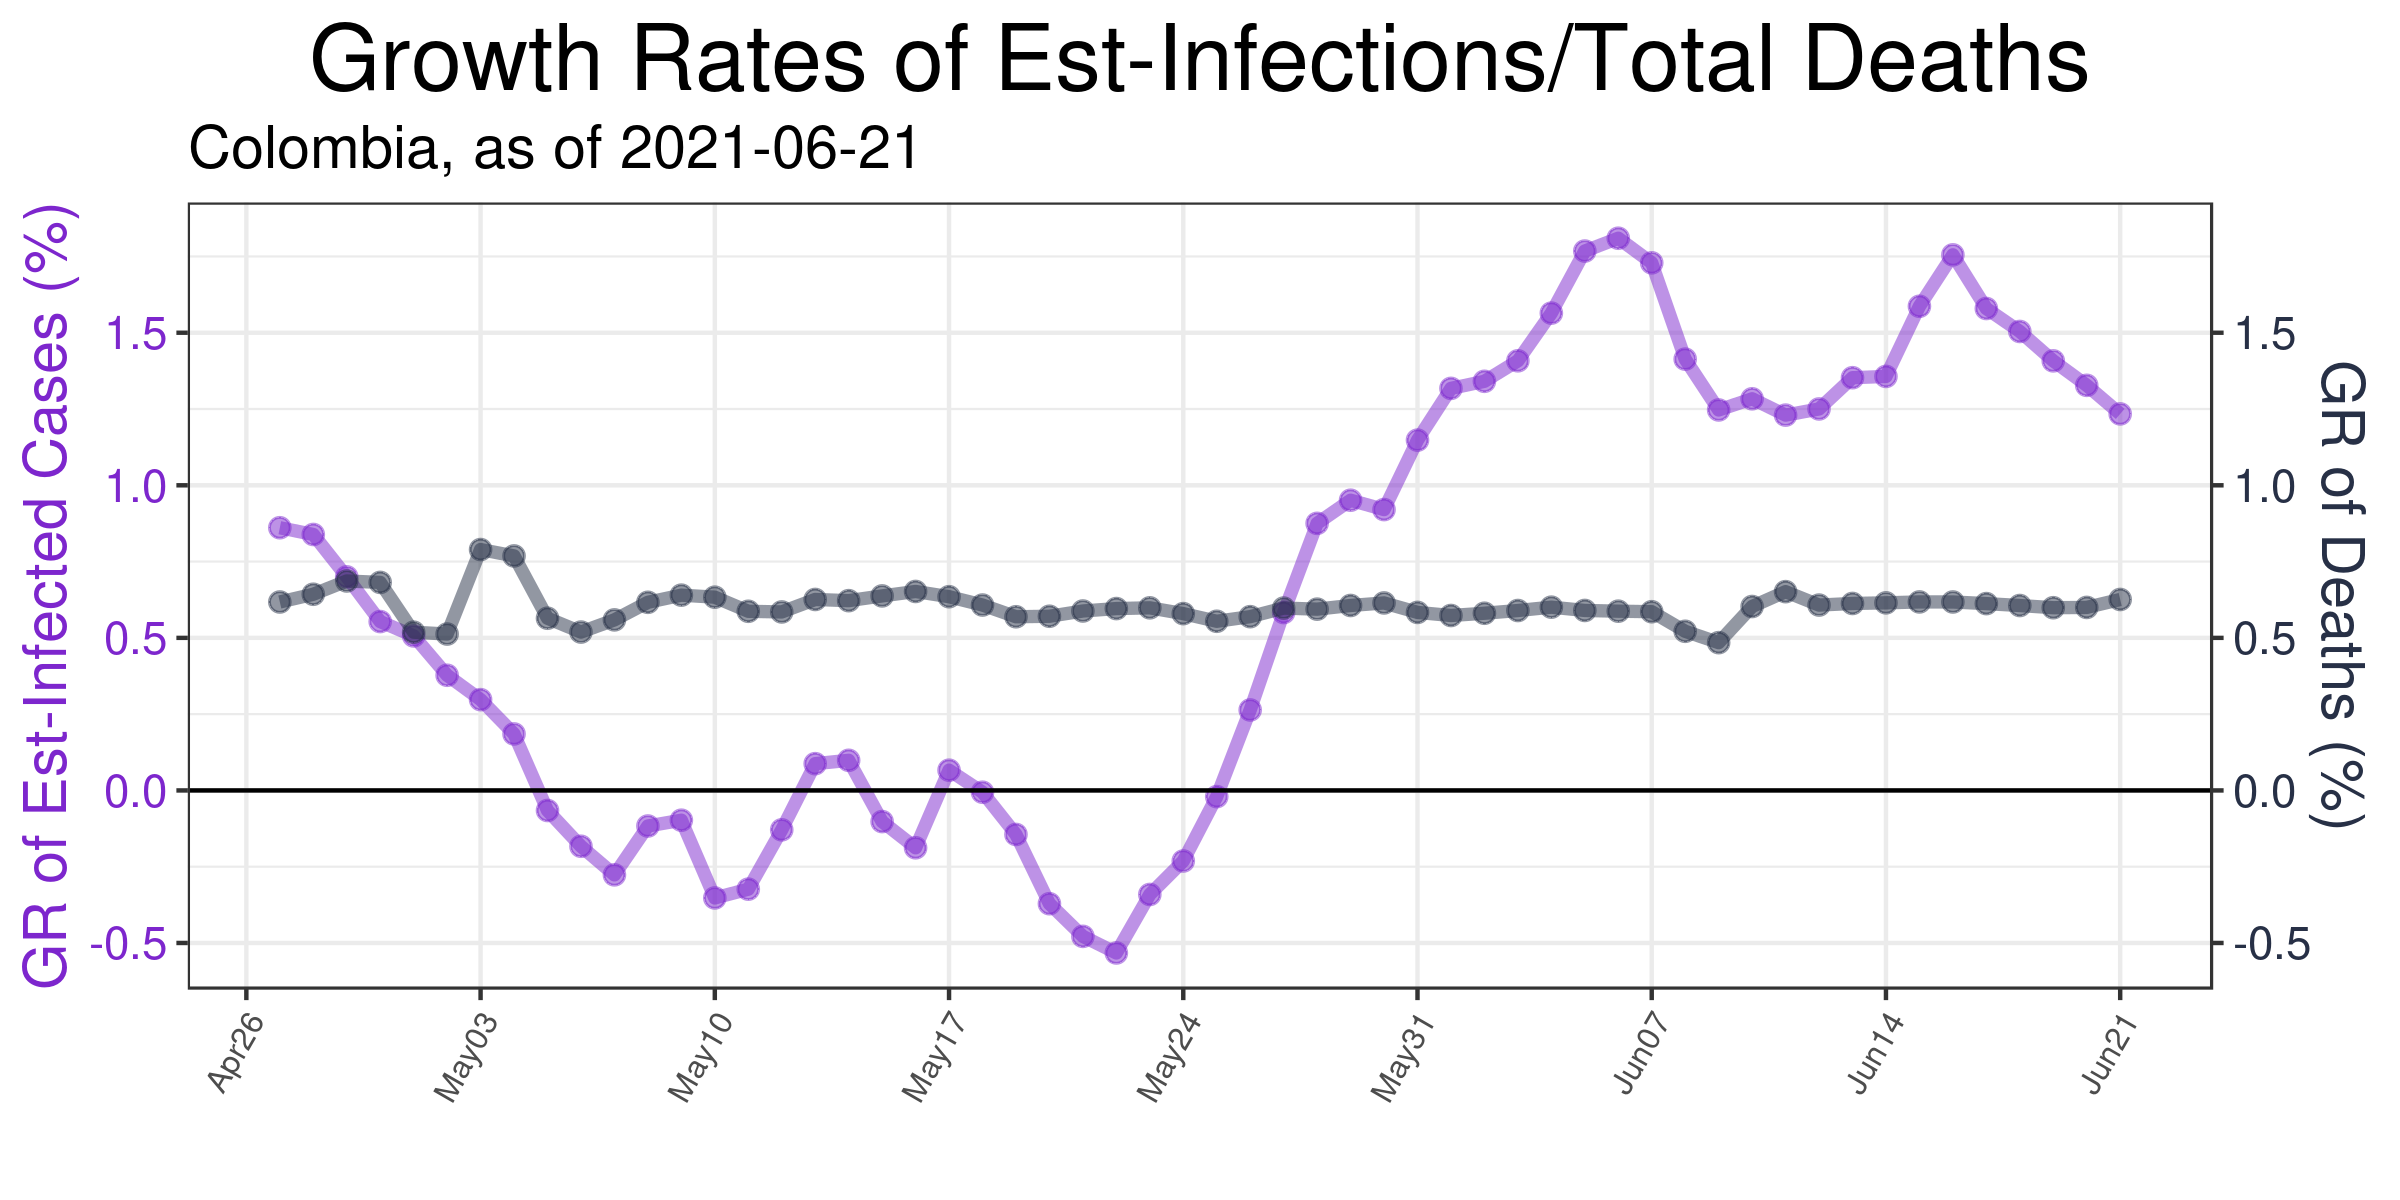 Growth Rates of Est-Infections/Total Deaths
Colombia, as of 2021-06-21
GR of Est-Infected Cases (%)
1.5
1.0
0.5
0.0
-0.5
1.5
1.0
0.5
0.0
-0.5
GR of Deaths (%)
Apr26
May03
May10
May17
May24
May31
Jun07
Jun14
Jun21